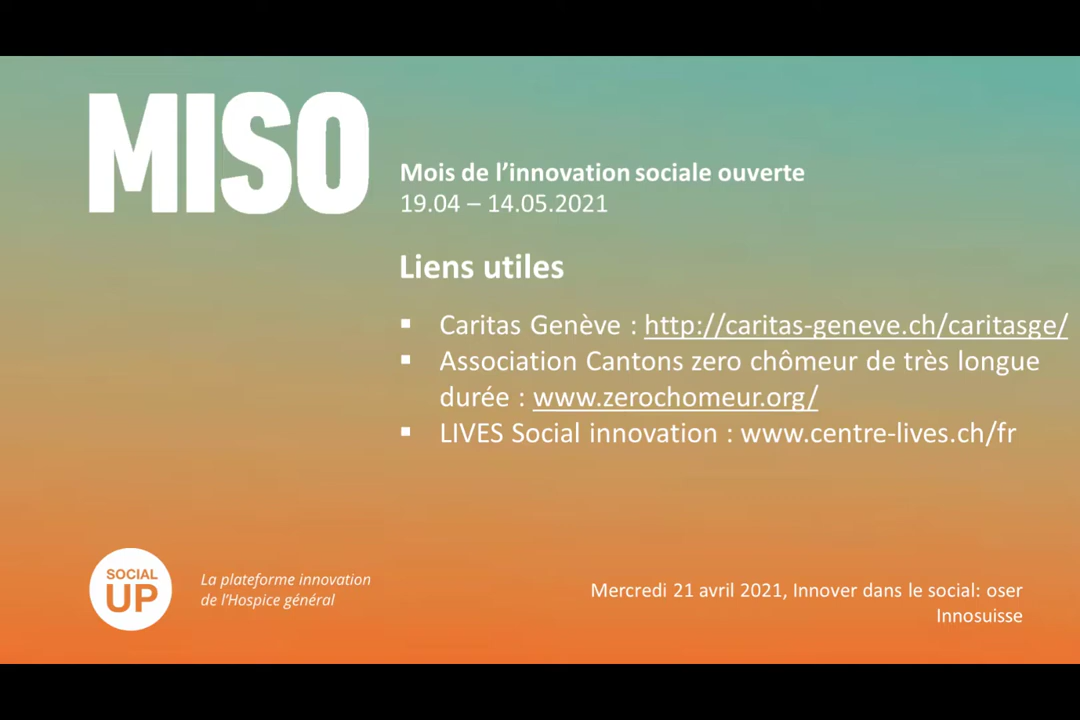 MISO
Mois de l’innovation sociale ouverte
19.04 – 14.05.2021
Liens utiles
▪ Caritas Genève : http://caritas-geneve.ch/caritasge/
▪ Association Cantons zero chômeur de très longue
durée : www.zerochomeur.org/
▪ LIVES Social innovation : www.centre-lives.ch/fr
SOCIAL
UP
La plateforme innovation
de l’Hospice général
Mercredi 21 avril 2021, Innover dans le social: oser
Innosuisse